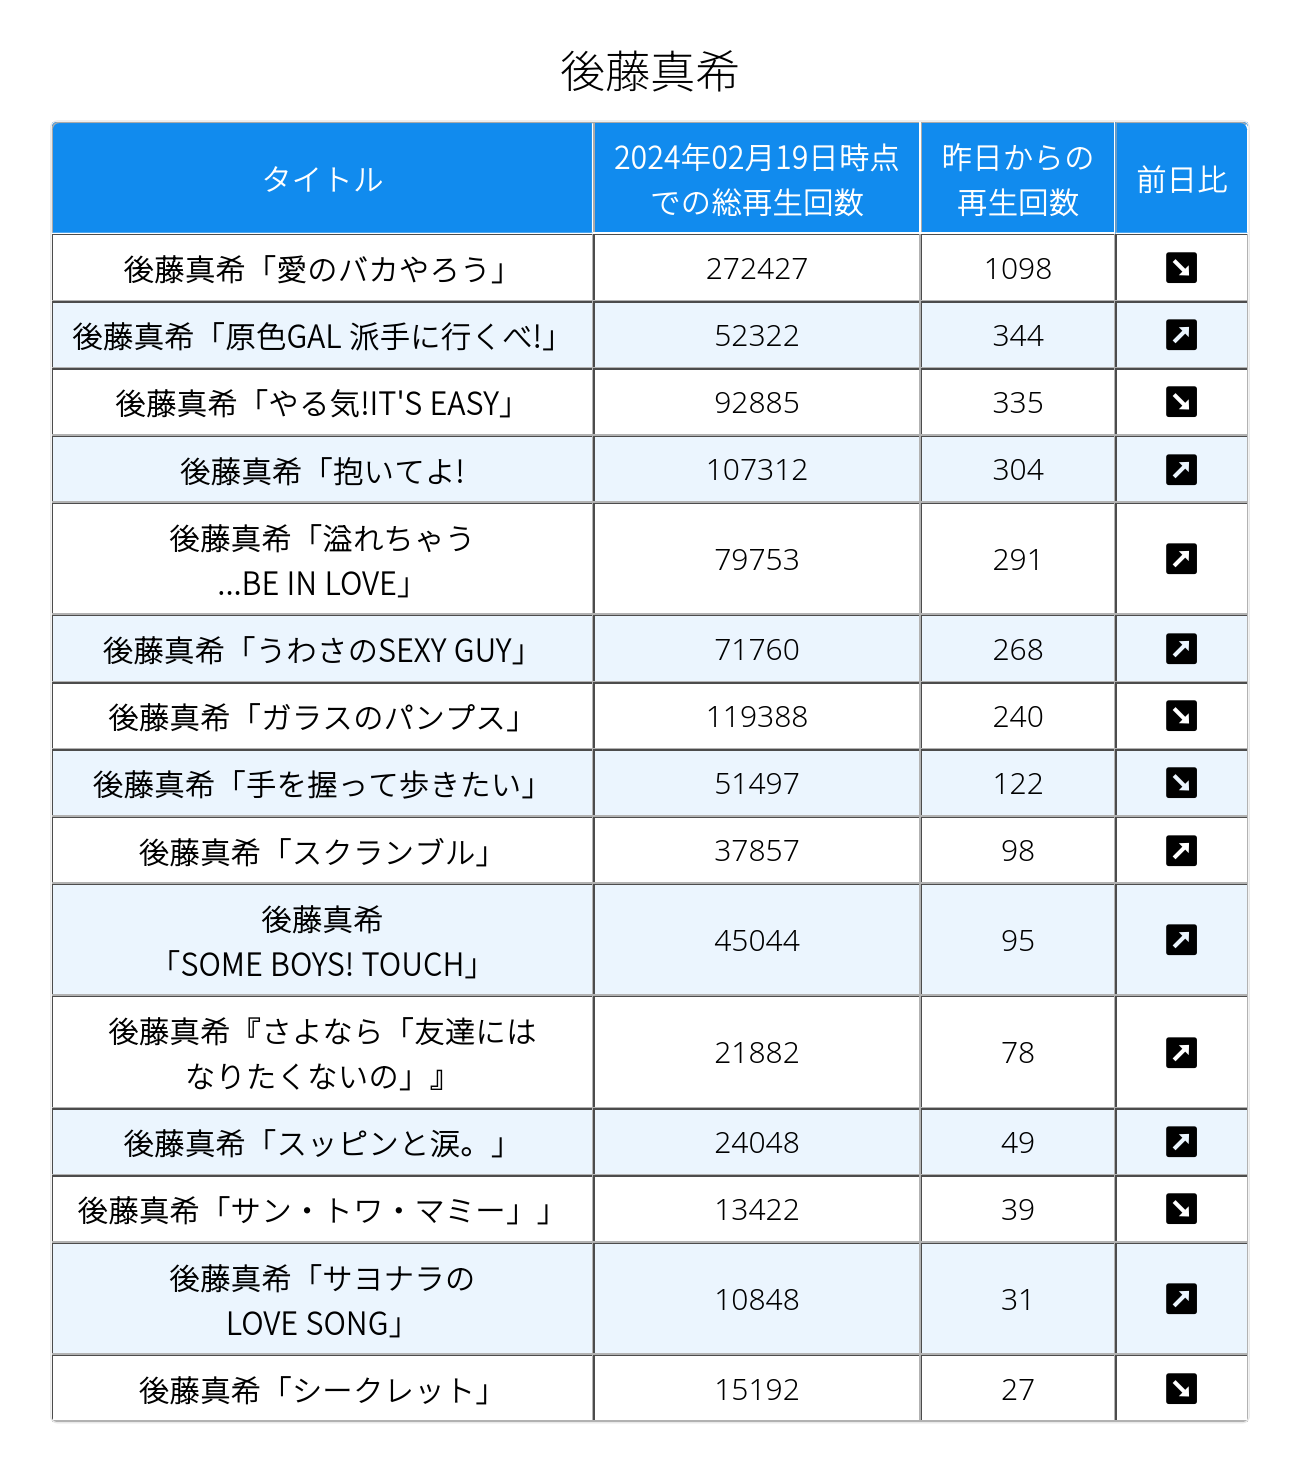 後藤真希
タイトル
2024年02月19日時点
での総再生回数
昨日からの
再生回数
前日比
後藤真希「愛のバカやろう」
272427
1098
後藤真希「原色GAL 派手に行くべ!」
52322
344
後藤真希「やる気!IT'S EASY」
92885
335
後藤真希「抱いてよ!
107312
304
後藤真希「溢れちゃう
...BE IN LOVE」
79753
291
後藤真希「うわさのSEXY GUY」
71760
268
後藤真希「ガラスのパンプス」
119388
240
後藤真希「手を握って歩きたい」
51497
122
後藤真希「スクランブル」
37857
98
後藤真希
「SOME BOYS! TOUCH」
45044
95
後藤真希『さよなら「友達には
なりたくないの」』
21882
78
後藤真希「スッピンと涙。」
24048
49
後藤真希「サン・トワ・マミー」」
13422
39
後藤真希「サヨナラの
LOVE SONG」
10848
31
後藤真希「シークレット」
15192
27